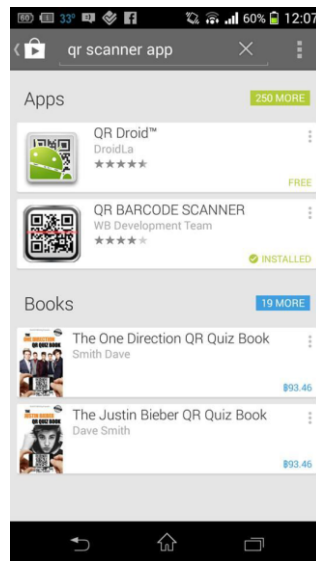 33° 60% 12:07
qr scanner app
Apps
250 MORE
QR Droid™
DroidLa
FREE
QR BARCODE SCANNER
WB Development Team
INSTALLED
Books
19 MORE
The One Direction QR Quiz Book
Smith Dave
฿93.46
The Justin Bieber QR Quiz Book
Dave Smith
฿93.46